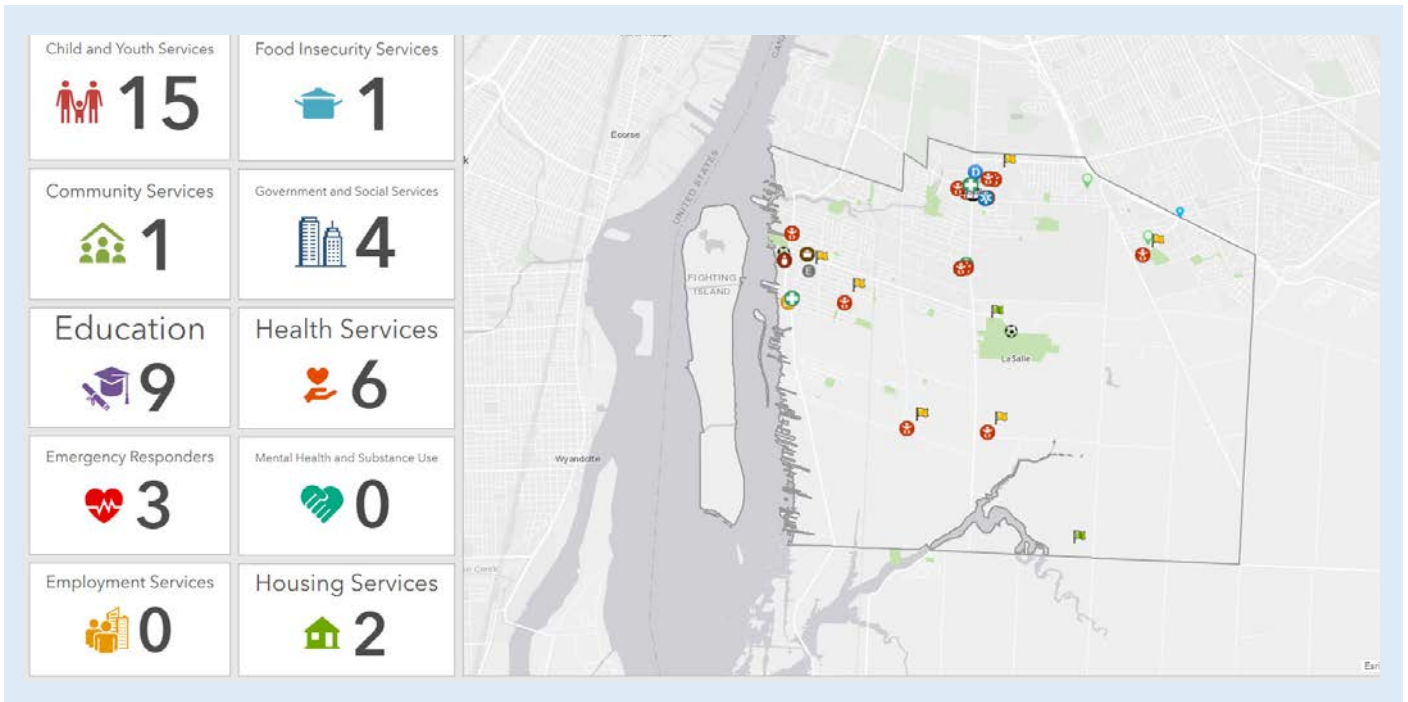 Child and Youth Services
15
Food Insecurity Services
1
Community Services
1
Government and Social Services
4
Education
9
Health Services
6
Emergency Responders
3
Mental Health and Substance Use
0
Employment Services
0
Housing Services
2
Ecorse
UNITED STATES
CAN
FIGHTING
ISLAND
D
E
LaSalle
Wyandotte
Esri